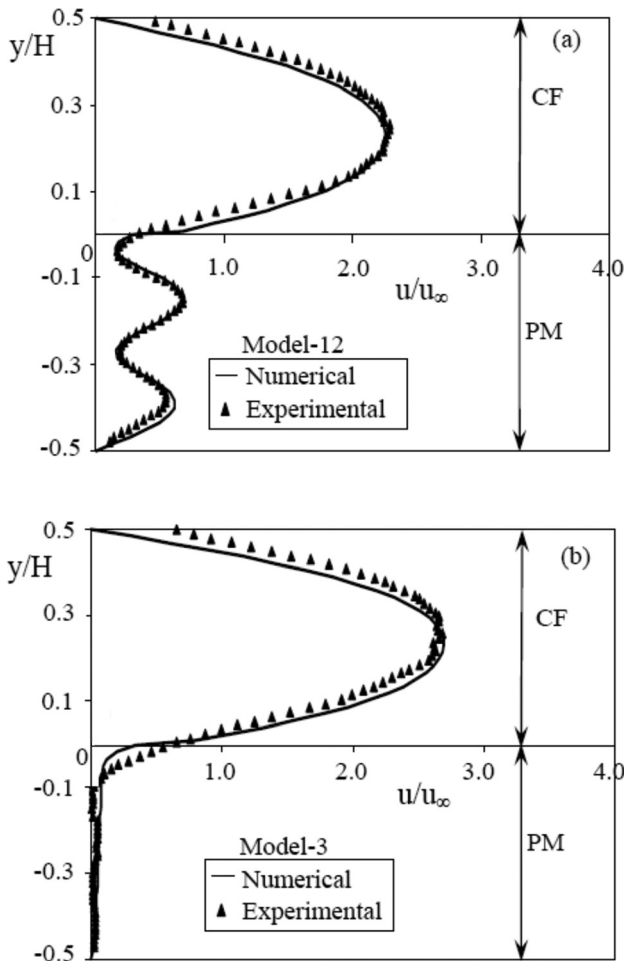 0.5
(a)
y/H
0.3
CF
0.1
0
1.0
2.0
3.0
4.0
-0.1
u/u∞
PM
Model-12
-0.3
Numerical
Experimental
-0.5
0.5
(b)
y/H
0.3
CF
0.1
0
1.0
2.0
3.0
4.0
-0.1
u/u∞
PM
Model-3
-0.3
Numerical
Experimental
-0.5